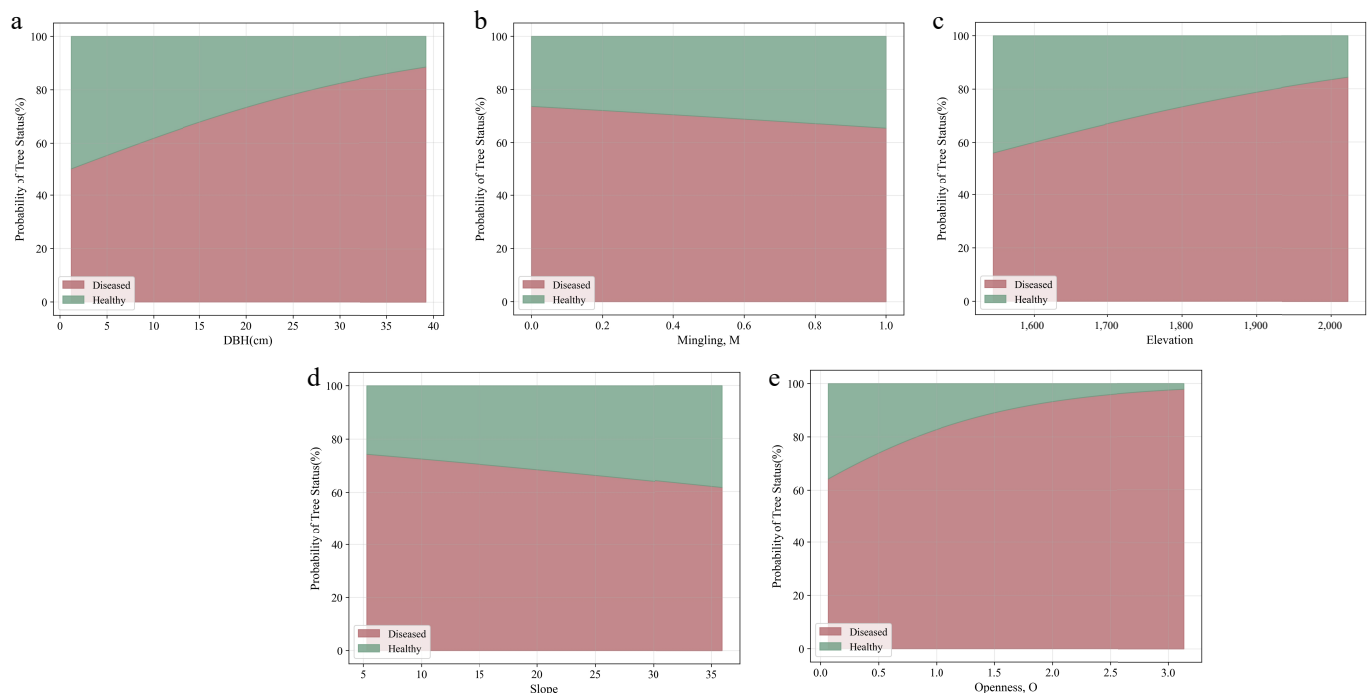 a
100
80
60
40
20
0
Probability of Tree Status(%)
Diseased
Healthy
0 5 10 15 20 25 30 35 40
DBH(cm)
b
100
80
60
40
20
0
Probability of Tree Status(%)
Diseased
Healthy
0.0 0.2 0.4 0.6 0.8 1.0
Mingling, M
c
100
80
60
40
20
0
Probability of Tree Status(%)
Diseased
Healthy
1,600 1,700 1,800 1,900 2,000
Elevation
d
100
80
60
40
20
0
Probability of Tree Status(%)
Diseased
Healthy
5 10 15 20 25 30 35
Slope
e
100
80
60
40
20
0
Probability of Tree Status(%)
Diseased
Healthy
0.0 0.5 1.0 1.5 2.0 2.5 3.0
Openness, O